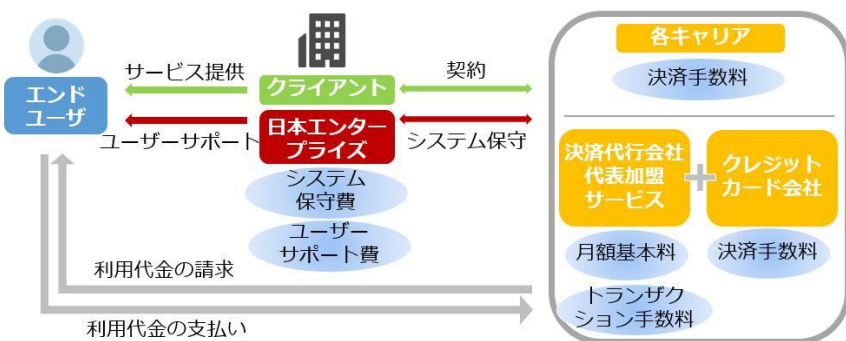 エンド
ユーザ
サービス提供
ユーザーサポート
クライアント
日本エンター
プライズ
システム
保守費
ユーザー
サポート費
契約
システム保守
各キャリア
決済手数料
決済代行会社
代表加盟
サービス
クレジット
カード会社
月額基本料
トランザク
ション手数料
決済手数料
利用代金の請求
利用代金の支払い